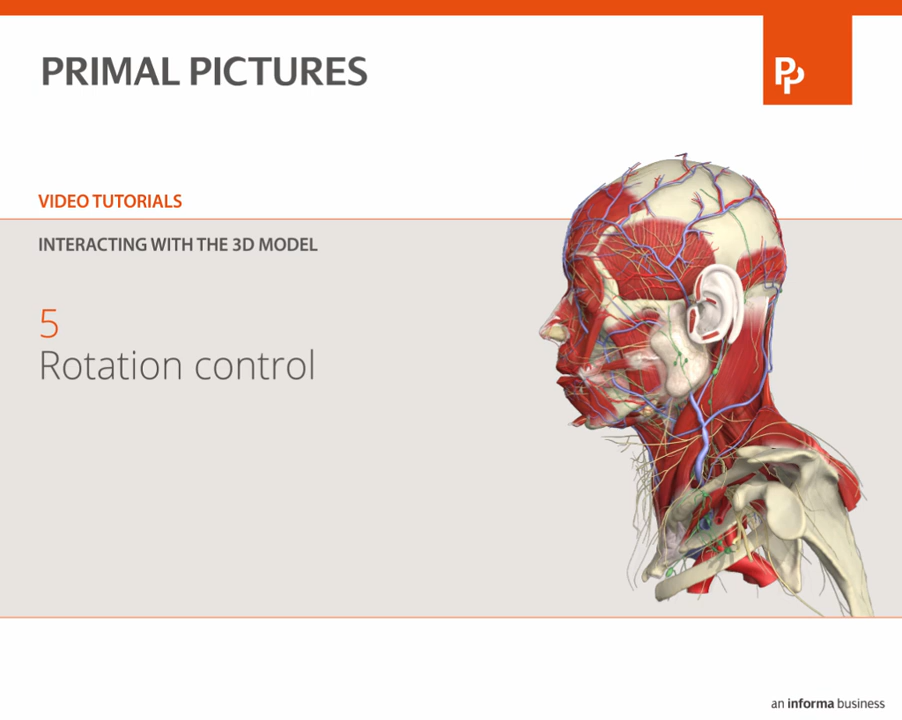 PRIMAL PICTURES
Pp
VIDEO TUTORIALS
INTERACTING WITH THE 3D MODEL
5
Rotation control
an informa business